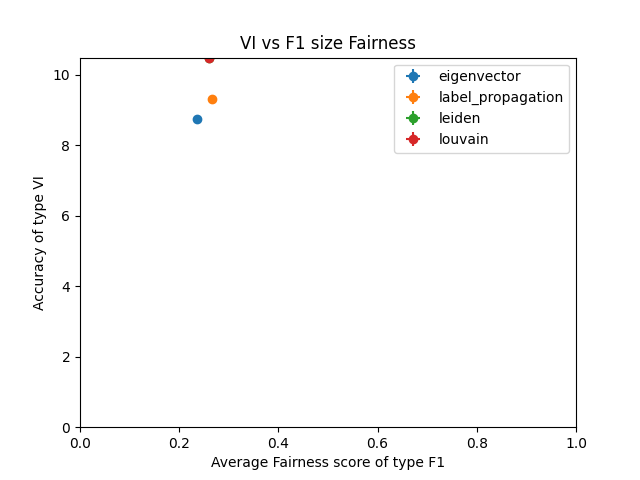 VI vs F1 size Fairness
eigenvector
label_propagation
leiden
louvain
10
8
6
4
2
0
Accuracy of type VI
0.0 0.2 0.4 0.6 0.8 1.0
Average Fairness score of type F1